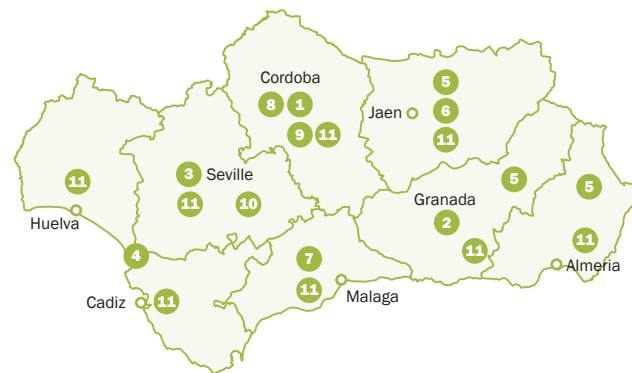 Cordoba
8 1
9 11
5
Jaen 6
11
3 Seville
11 10
11
Huelva
5
Granada
2
11
5
11
Almeria
4
Cadiz 11
7
11 Malaga